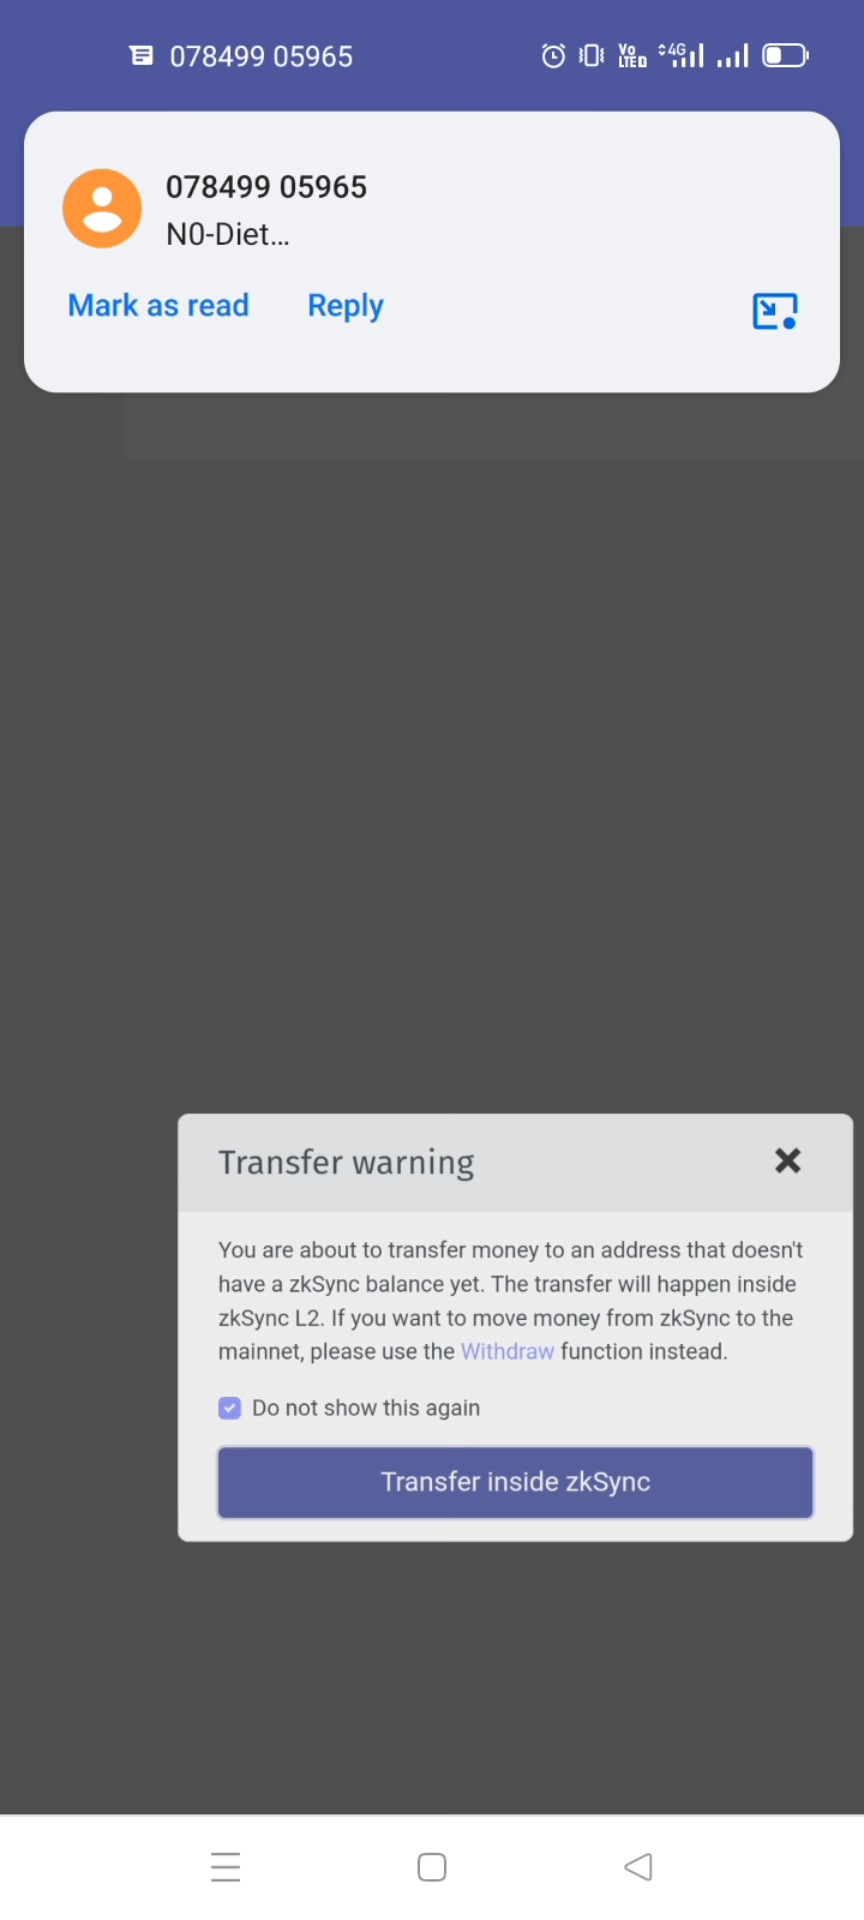 078499 05965
Vo LTED 4G
078499 05965
N0-Diet...
Mark as read Reply
Transfer warning
You are about to transfer money to an address that doesn't
have a zkSync balance yet. The transfer will happen inside
zkSync L2. If you want to move money from zkSync to the
mainnet, please use the Withdraw function instead.
Do not show this again
Transfer inside zkSync